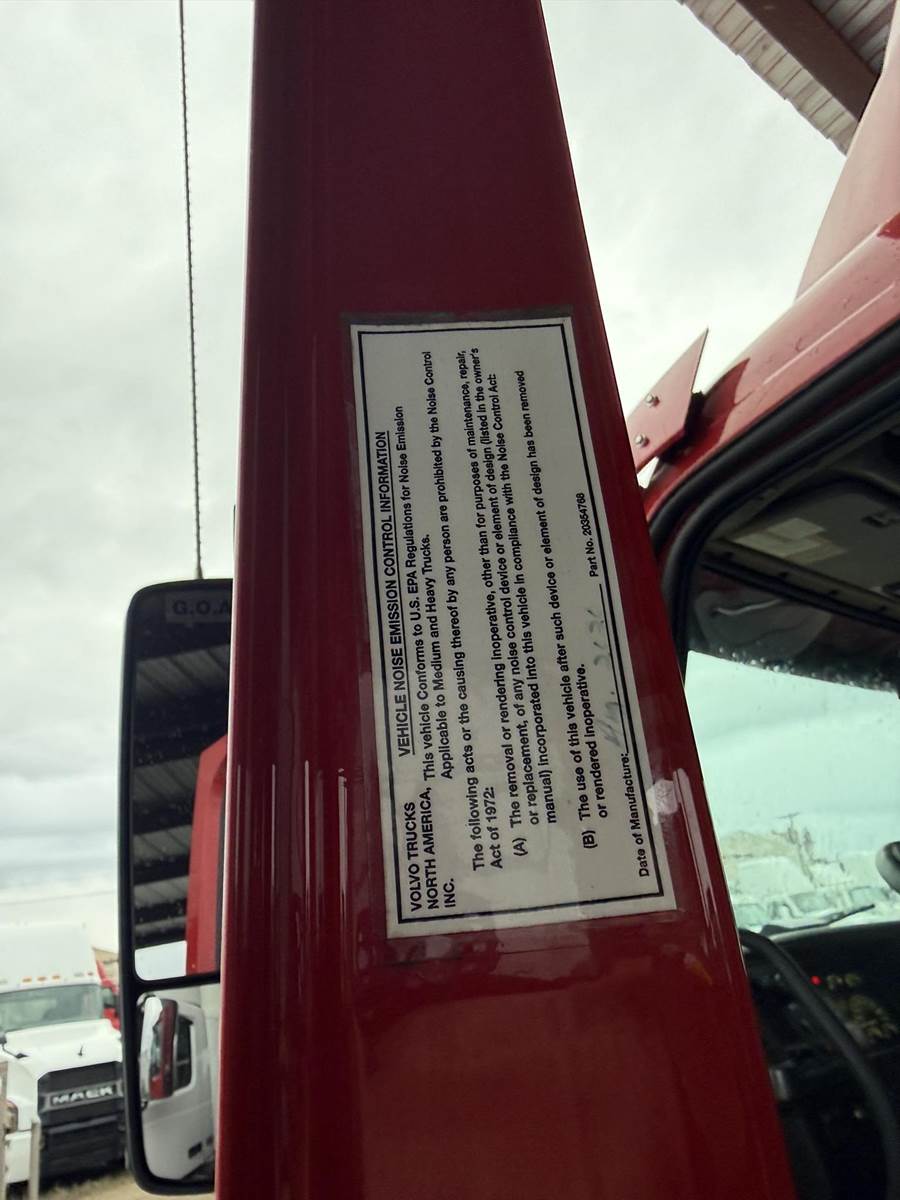 VEHICLE NOISE EMISSION CONTROL INFORMATION
VOLVO TRUCKS
NORTH AMERICA,
INC.
This vehicle Conforms to U.S. EPA Regulations for Noise Emission
Applicable to Medium and Heavy Trucks.
The following acts or the causing thereof by any person are prohibited by the Noise Control
Act of 1972:
(A) The removal or rendering inoperative, other than for purposes of maintenance, repair,
or replacement, of any noise control device or element of design (listed in the owner's
manual) incorporated into this vehicle in compliance with the Noise Control Act:
(B) The use of this vehicle after such device or element of design has been removed
or rendered inoperative.
Date of Manufacture: Part No. 20354768
G.O.A
MACK